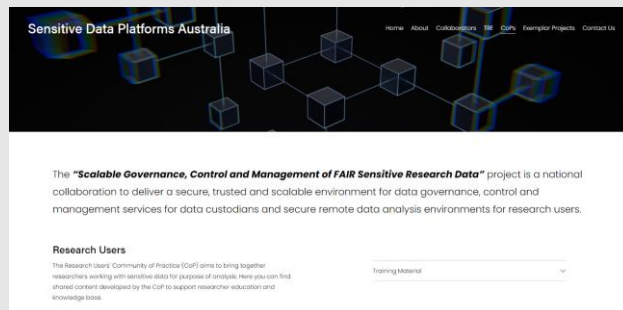 Sensitive Data Platforms Australia
Home About Collaborators TRE CoPs Exemplar Projects Contact Us
The "Scalable Governance, Control and Management of FAIR Sensitive Research Data" project is a national
collaboration to deliver a secure, trusted and scalable environment for data governance, control and
management services for data custodians and secure remote data analysis environments for research users.
Research Users
The Research Users' Community of Practice (CoP) aims to bring together
researchers working with sensitive data for purpose of analysis. Here you can find
shared content developed by the CoP to support researcher education and
knowledge base.
Training Material